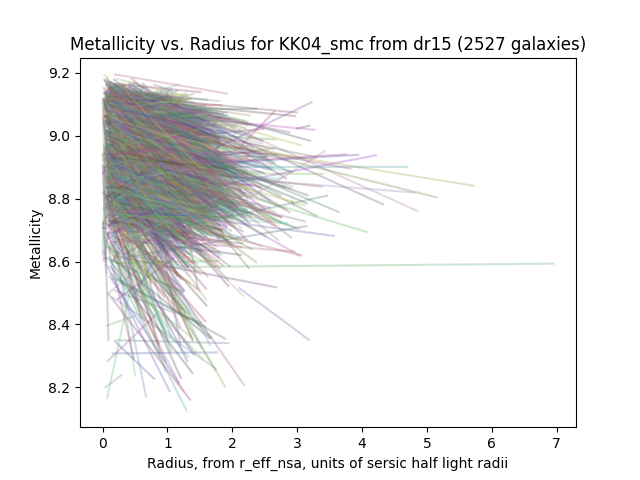 Metallicity vs. Radius for KK04_smc from dr15 (2527 galaxies)
9.2
9.0
8.8
8.6
8.4
8.2
Metallicity
0 1 2 3 4 5 6 7
Radius, from r_eff_nsa, units of sersic half light radii